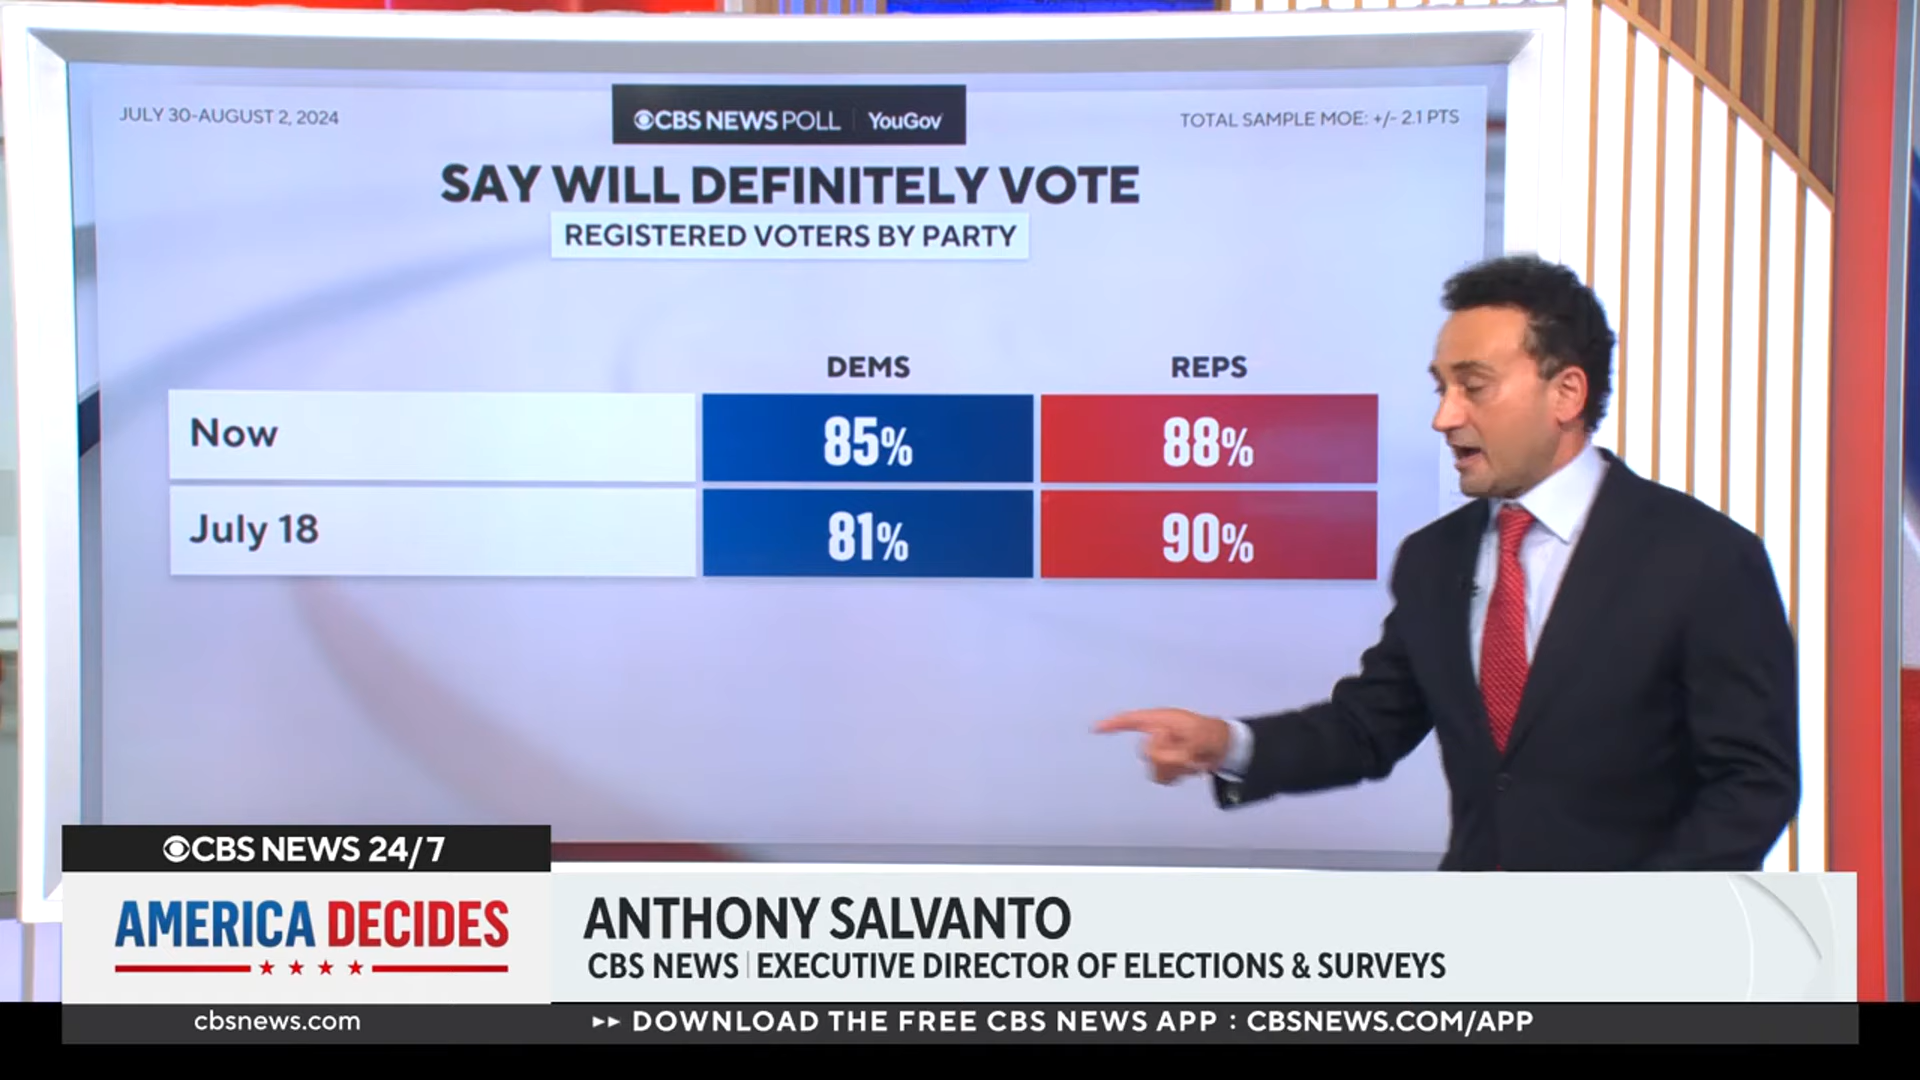 JULY 30-AUGUST 2, 2024
CBS NEWS POLL | YouGov
TOTAL SAMPLE MOE: +/- 2.1 PTS
SAY WILL DEFINITELY VOTE
REGISTERED VOTERS BY PARTY
DEMS REPS
Now 85% 88%
July 18 81% 90%
CBS NEWS 24/7
AMERICA DECIDES
ANTHONY SALVANTO
CBS NEWS | EXECUTIVE DIRECTOR OF ELECTIONS & SURVEYS
cbsnews.com
DOWNLOAD THE FREE CBS NEWS APP : CBSNEWS.COM/APP